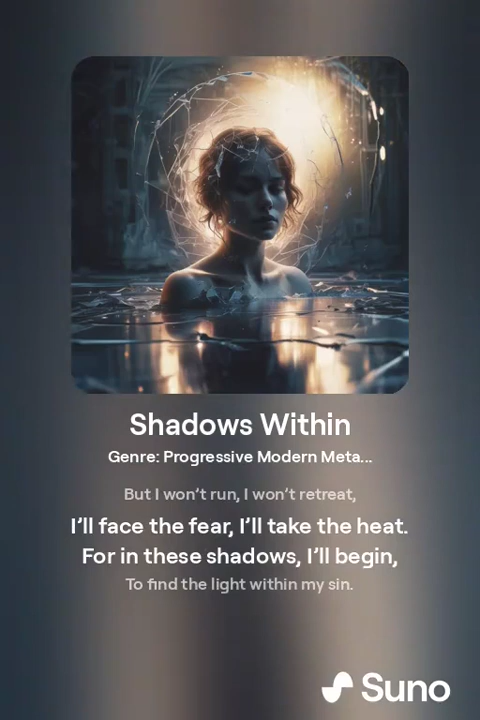 Shadows Within
Genre: Progressive Modern Meta...
But I won't run, I won't retreat,
I'll face the fear, I'll take the heat.
For in these shadows, I'll begin,
To find the light within my sin.
Suno